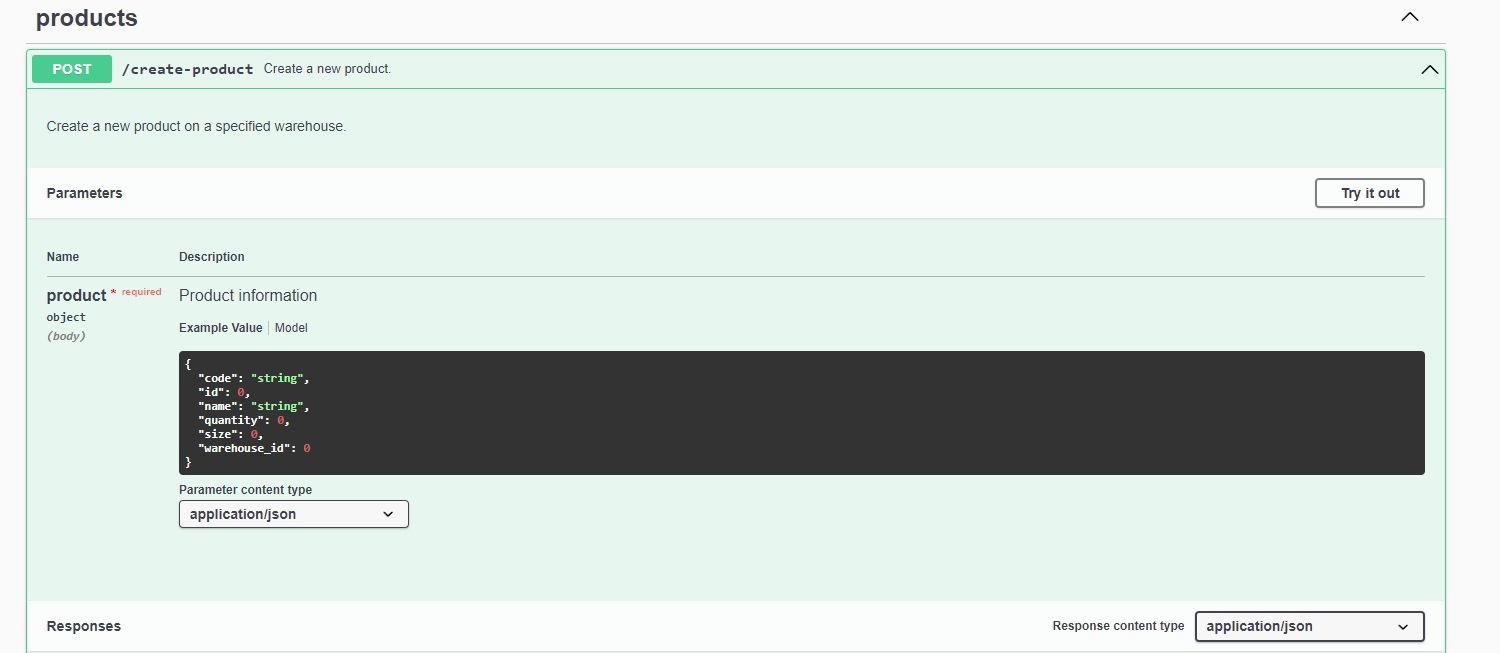 products
POST /create-product Create a new product.
Create a new product on a specified warehouse.
Parameters Try it out
Name Description
product * required Product information
object
(body)
Example Value Model
{
"code": "string",
"id": 0,
"name": "string",
"quantity": 0,
"size": 0,
"warehouse_id": 0
}
Parameter content type
application/json
Responses Response content type application/json